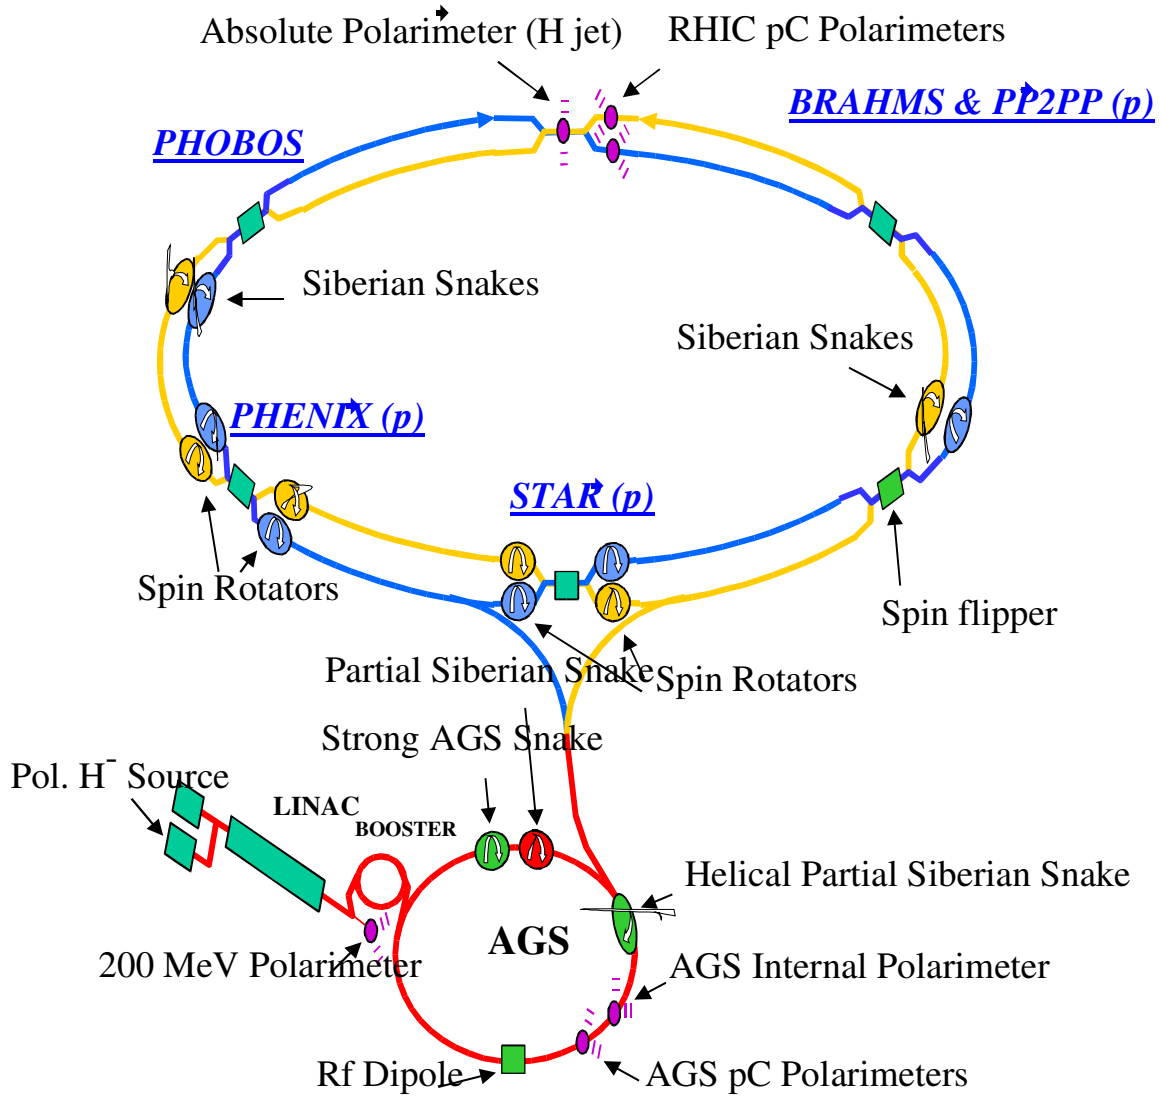 Absolute Polarimeter (H jet)
RHIC pC Polarimeters
BRAHMS & PP2PP (p)
PHOBOS
Siberian Snakes
Siberian Snakes
PHENIX (p)
STAR (p)
Spin Rotators
Spin flipper
Partial Siberian Snake
Spin Rotators
Strong AGS Snake
Pol. H⁻ Source
LINAC
BOOSTER
Helical Partial Siberian Snake
AGS
200 MeV Polarimeter
AGS Internal Polarimeter
Rf Dipole
AGS pC Polarimeters